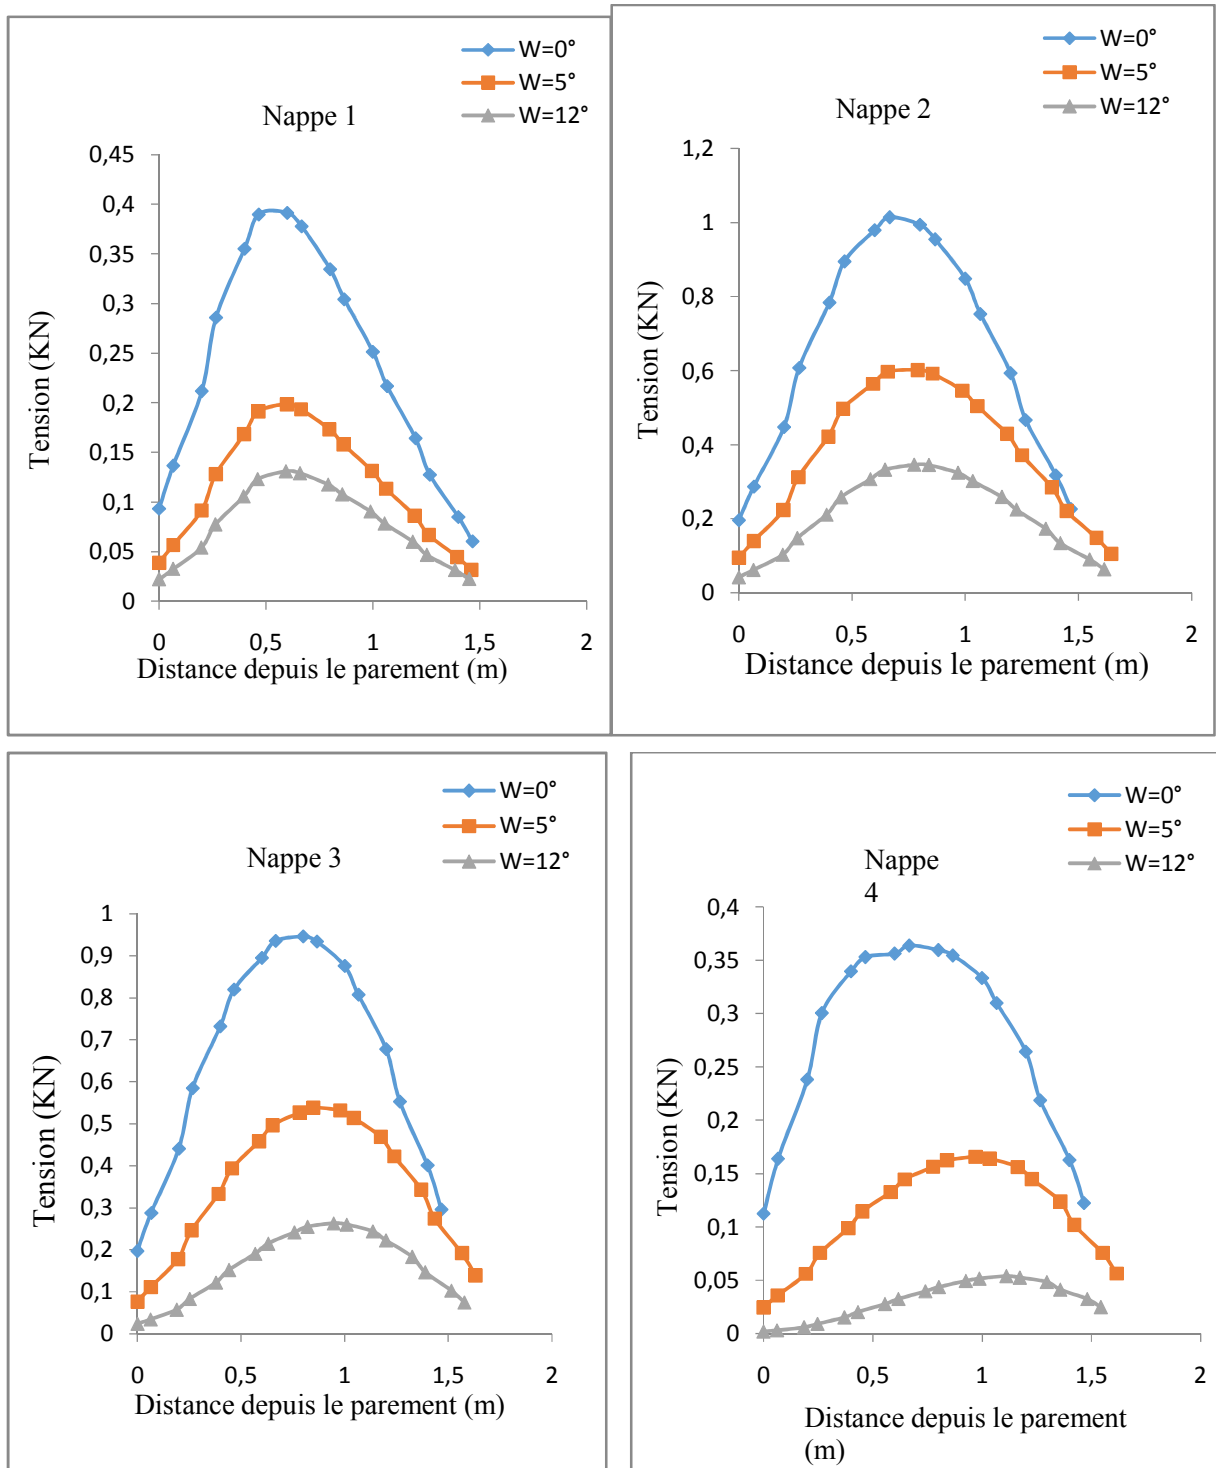 W=0°
W=5°
W=12°
Nappe 1
0,45
0,4
0,35
0,3
0,25
0,2
0,15
0,1
0,05
0
Tension (KN)
0 0,5 1 1,5 2
Distance depuis le parement (m)
W=0°
W=5°
W=12°
Nappe 2
1,2
1
0,8
0,6
0,4
0,2
0
Tension (KN)
0 0,5 1 1,5 2
Distance depuis le parement (m)
W=0°
W=5°
W=12°
Nappe 3
1
0,9
0,8
0,7
0,6
0,5
0,4
0,3
0,2
0,1
0
Tension (KN)
0 0,5 1 1,5 2
Distance depuis le parement (m)
W=0°
W=5°
W=12°
Nappe
4
0,4
0,35
0,3
0,25
0,2
0,15
0,1
0,05
0
Tension (KN)
0 0,5 1 1,5 2
Distance depuis le parement
(m)